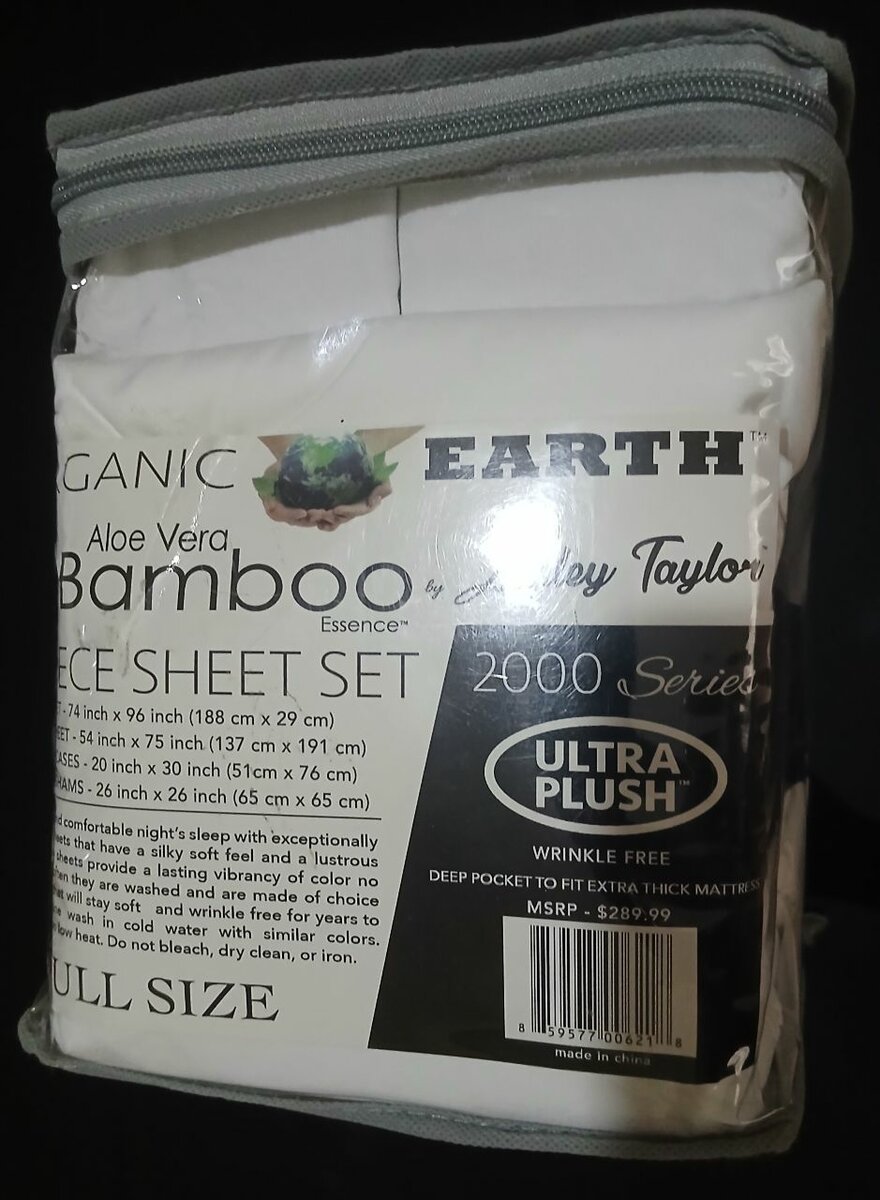 RGANIC EARTH™
Aloe Vera
Bamboo by ley Taylor
Essence™
ECE SHEET SET
2000 Series
T - 74 inch x 96 inch (188 cm x 29 cm)
EET - 54 inch x 75 inch (137 cm x 191 cm)
ASES - 20 inch x 30 inch (51cm x 76 cm)
HAMS - 26 inch x 26 inch (65 cm x 65 cm)
ULTRA
PLUSH™
d comfortable night's sleep with exceptionally
eets that have a silky soft feel and a lustrous
sheets provide a lasting vibrancy of color no
hen they are washed and are made of choice
at will stay soft and wrinkle free for years to
e wash in cold water with similar colors.
low heat. Do not bleach, dry clean, or iron.
WRINKLE FREE
DEEP POCKET TO FIT EXTRA THICK MATTRESS
MSRP - $289.99
ULL SIZE
8 59577 00621 8
made in china